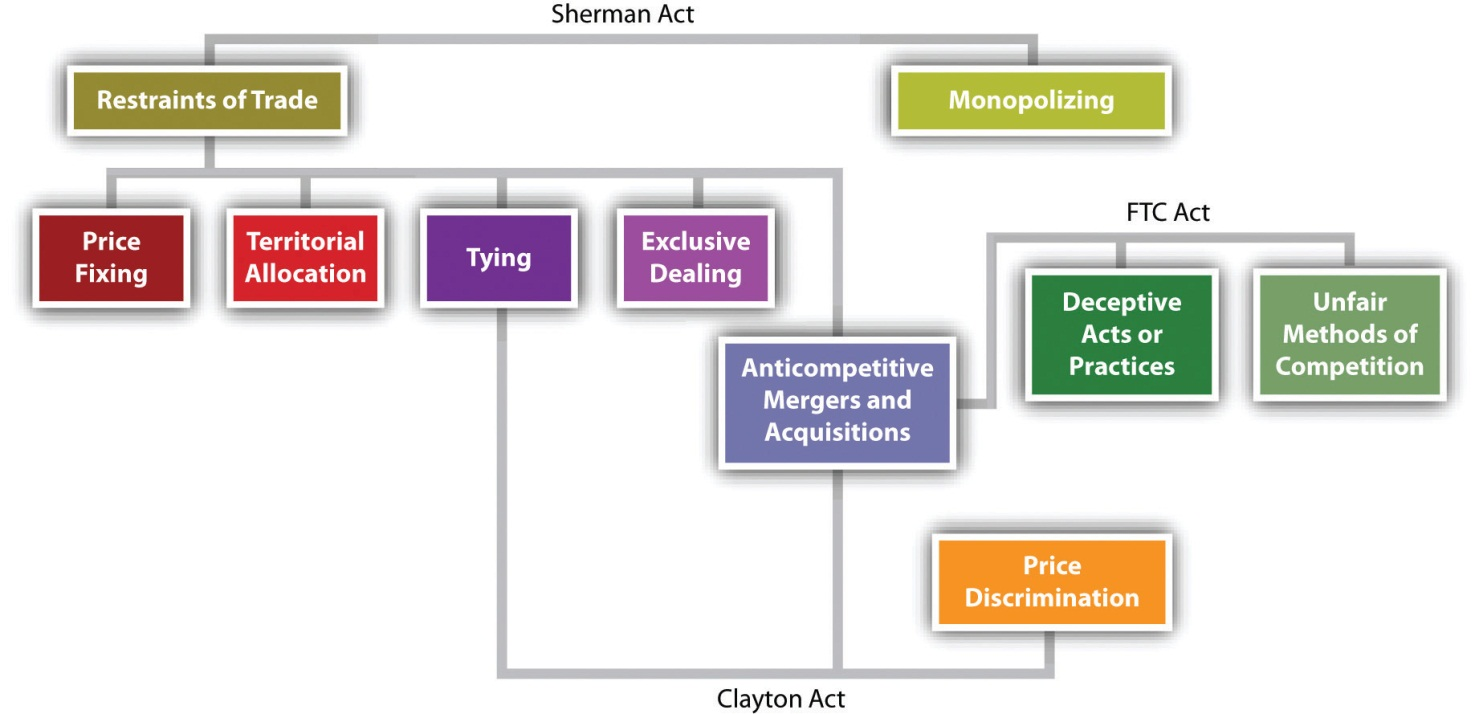 Sherman Act
Restraints of Trade
Monopolizing
Price
Fixing
Territorial
Allocation
Tying
Exclusive
Dealing
FTC Act
Deceptive
Acts or
Practices
Unfair
Methods of
Competition
Anticompetitive
Mergers and
Acquisitions
Price
Discrimination
Clayton Act